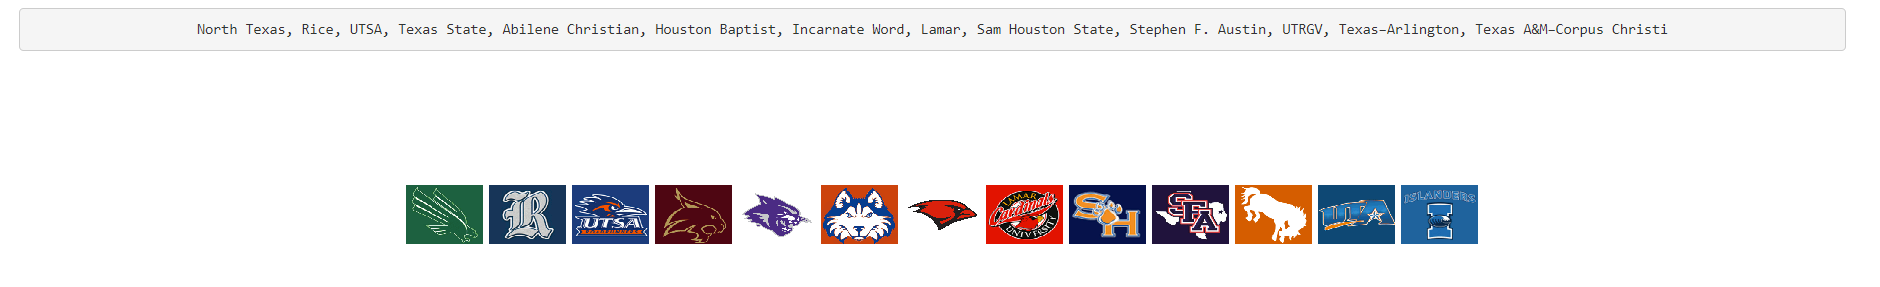 North Texas, Rice, UTSA, Texas State, Abilene Christian, Houston Baptist, Incarnate Word, Lamar, Sam Houston State, Stephen F. Austin, UTRGV, Texas–Arlington, Texas A&M–Corpus Christi
R UTSA LAMAR Cardinals UNIVERSITY SH SFA UTA ISLANDERS I